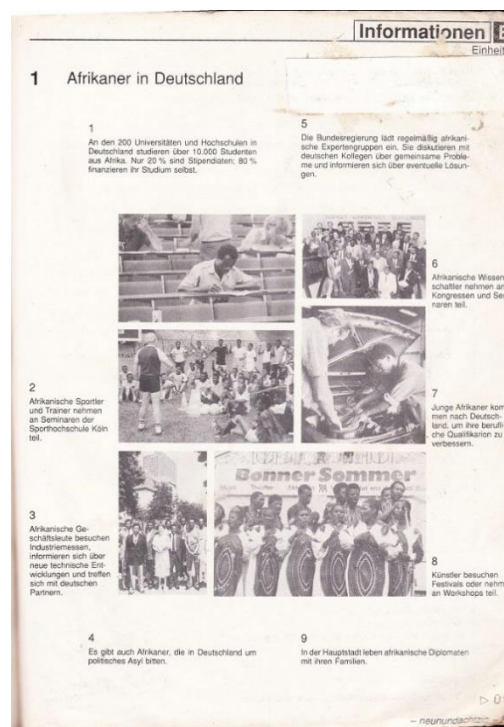 Informationen
Einheit
1 Afrikaner in Deutschland
1
An den 200 Universitäten und Hochschulen in
Deutschland studieren über 10.000 Studenten
aus Afrika. Nur 20 % sind Stipendiaten; 80 %
finanzieren ihr Studium selbst.
5
Die Bundesregierung lädt regelmäßig afrikani-
sche Expertengruppen ein. Sie diskutieren mit
deutschen Kollegen über gemeinsame Proble-
me und informieren sich über eventuelle Lösun-
gen.
6
Afrikanische Wissen
schaftler nehmen an
Kongressen und Se
naren teil.
2
Afrikanische Sportler
und Trainer nehmen
an Seminaren der
Sporthochschule Köln
teil.
7
Junge Afrikaner kom
men nach Deutsch-
land, um ihre berufli-
che Qualifikarion zu
verbessern.
Bonner Sommer
3
Afrikanische Ge-
schäftsleute besuchen
Industriemessen,
informieren sich über
neue technische Ent-
wicklungen und treffen
sich mit deutschen
Partnern.
8
Künstler besuchen
Festivals oder nehm
an Workshops teil.
4
Es gibt auch Afrikaner, die in Deutschland um
politisches Asyl bitten.
9
In der Hauptstadt leben afrikanische Diplomaten
mit ihren Familien.
– neunundachtzig